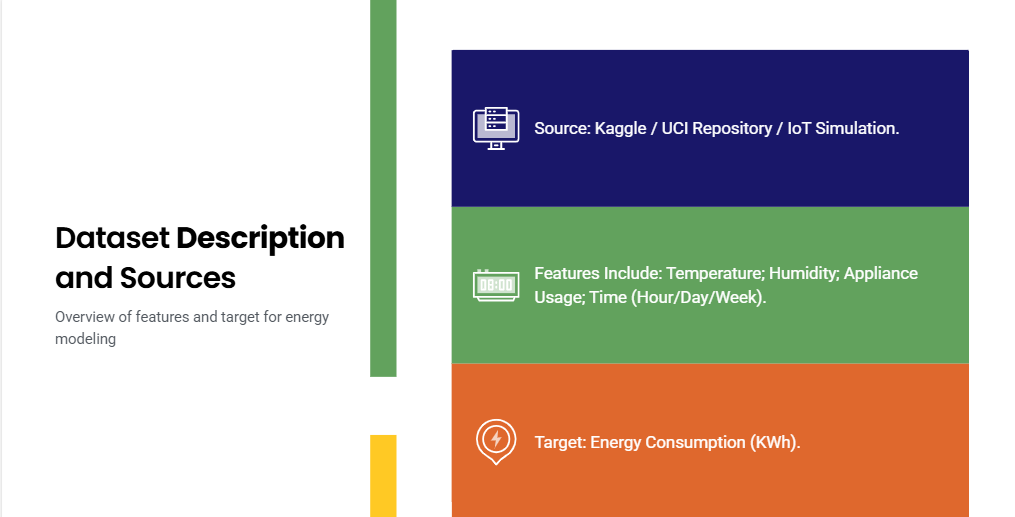 Dataset Description
and Sources
Overview of features and target for energy
modeling
Source: Kaggle / UCI Repository / IoT Simulation.
08:00
Features Include: Temperature; Humidity; Appliance
Usage; Time (Hour/Day/Week).
Target: Energy Consumption (KWh).